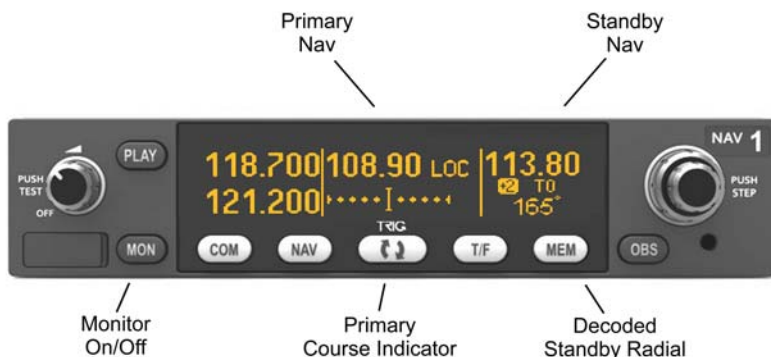 Primary
Nav
Standby
Nav
NAV 1
PLAY
118.700 108.90 LOC 113.80
PUSH
TEST
PUSH
STEP
+2 TO
121.200
165°
OFF
TRIG
MON
COM
NAV
T/F
MEM
OBS
Monitor
On/Off
Primary
Course Indicator
Decoded
Standby Radial